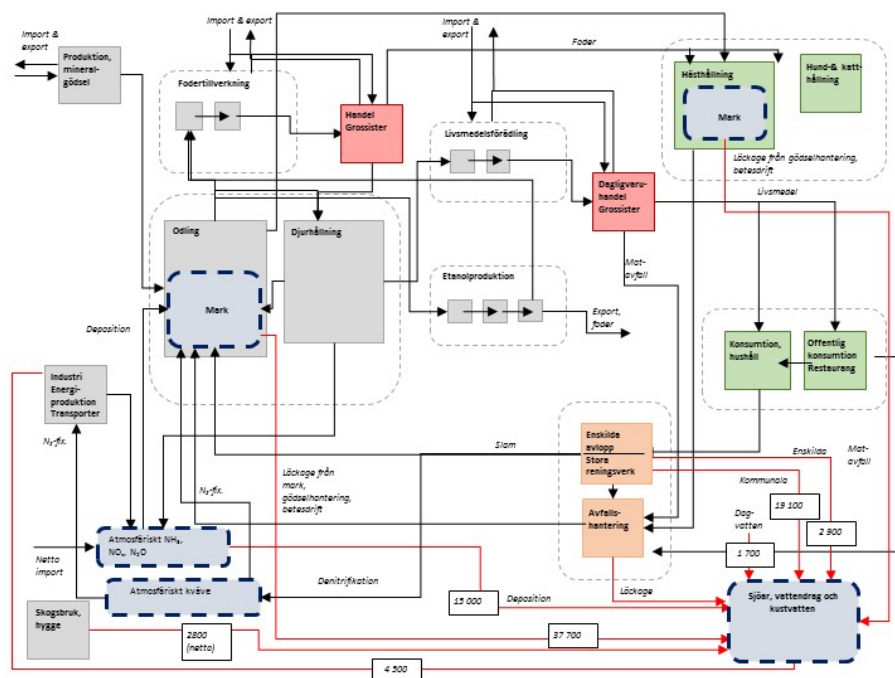 Import &
export
Produktion,
mineral-
gödsel
Import &
export
Fodertillverkning
Handel
Grossister
Import &
export
Foder
Hästhållning
Mark
Hund-& katt-
hållning
Läckage från gödselhantering,
betesdrift
Livsmedelsförädling
Dagligvaru-
handel
Grossister
Livsmedel
Odling
Mark
Djurhållning
Mat-
avfall
Etanolproduktion
Export,
foder
Deposition
Konsumtion,
hushåll
Offentlig
konsumtion
Restaurang
Industri
Energi-
produktion
Transporter
N₂-fix.
Slam
Enskilda
avlopp
Stora
reningsverk
Enskilda
Mat-
avfall
Kommunala
19 100
2 900
N₂-fix.
Läckage från
mark,
gödselhantering,
betesdrift
Avfalls-
hantering
Dag-
vatten
1 700
Atmosfäriskt NH₃,
NOₓ, N₂O
Netto
import
Atmosfäriskt kväve
Denitrifikation
Läckage
Sjöar, vattendrag och
kustvatten
15 000
Deposition
Skogsbruk,
hygge
2800
(netto)
37 700
4 500